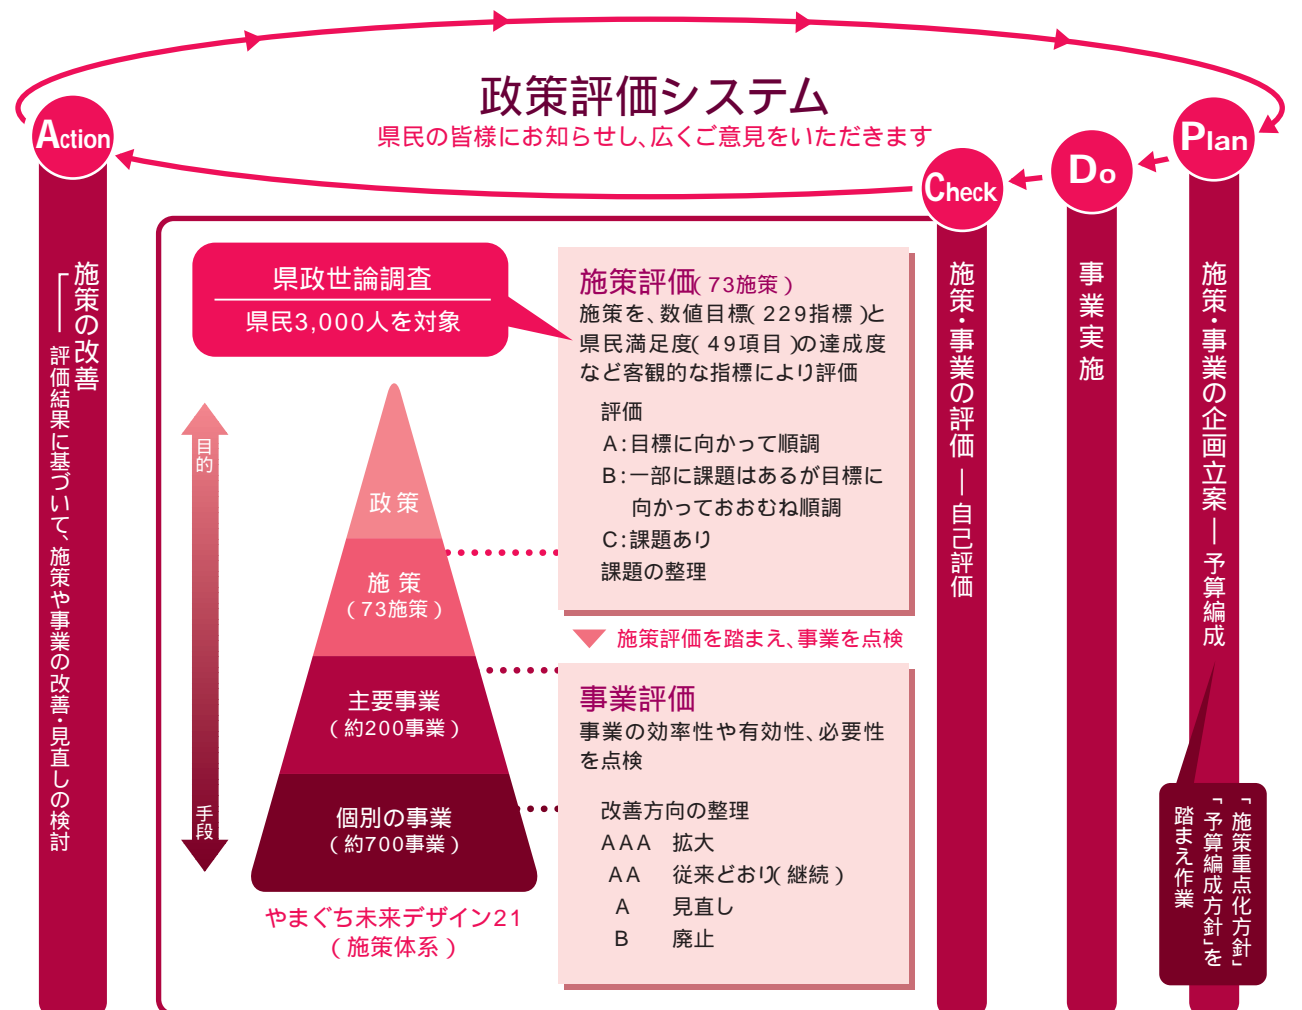 政策評価システム
県民の皆様にお知らせし、広くご意見をいただきます
Action
施策の改善
評価結果に基づいて、施策や事業の改善・見直しの検討
県政世論調査
県民3,000人を対象
目的
手段
政策
施策
(73施策)
主要事業
(約200事業)
個別の事業
(約700事業)
やまぐち未来デザイン21
(施策体系)
施策評価(73施策)
施策を、数値目標(229指標)と
県民満足度(49項目)の達成度
など客観的な指標により評価
評価
A:目標に向かって順調
B:一部に課題はあるが目標に
向かっておおむね順調
C:課題あり
課題の整理
施策評価を踏まえ、事業を点検
事業評価
事業の効率性や有効性、必要性
を点検
改善方向の整理
AAA 拡大
AA 従来どおり(継続)
A 見直し
B 廃止
Check
施策・事業の評価―自己評価
Do
事業実施
Plan
施策・事業の企画立案―予算編成
「施策重点化方針」
「予算編成方針」を
踏まえ作業